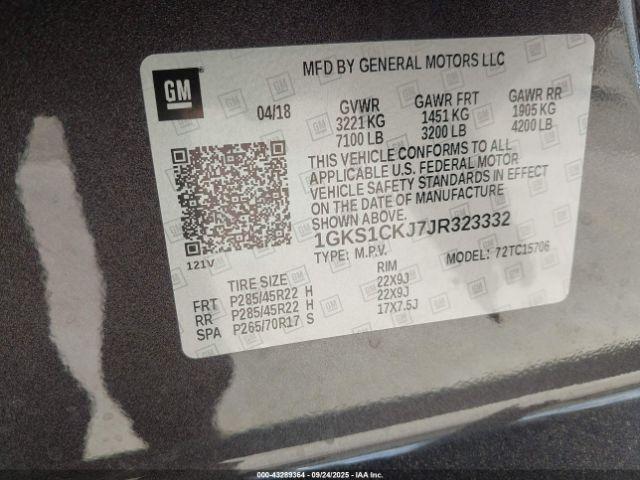 GM
MFD BY GENERAL MOTORS LLC
04/18 GVWR GAWR FRT GAWR RR
3221 KG 1451 KG 1905 KG
7100 LB 3200 LB 4200 LB
THIS VEHICLE CONFORMS TO ALL
APPLICABLE U.S. FEDERAL MOTOR
VEHICLE SAFETY STANDARDS IN EFFECT
ON THE DATE OF MANUFACTURE
SHOWN ABOVE.
1GKS1CKJ7JR323332
121V TYPE: M.P.V. MODEL: 72TC15706
TIRE SIZE RIM
FRT P285/45R22 H 22X9J
RR P285/45R22 H 22X9J
SPA P265/70R17 S 17X7.5J
000-43289364 - 09/24/2025 - IAA Inc.